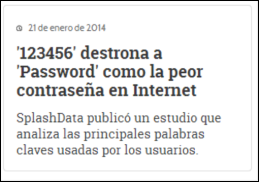 21 de enero de 2014
'123456' destrona a
'Password' como la peor
contraseña en Internet
SplashData publicó un estudio que
analiza las principales palabras
claves usadas por los usuarios.